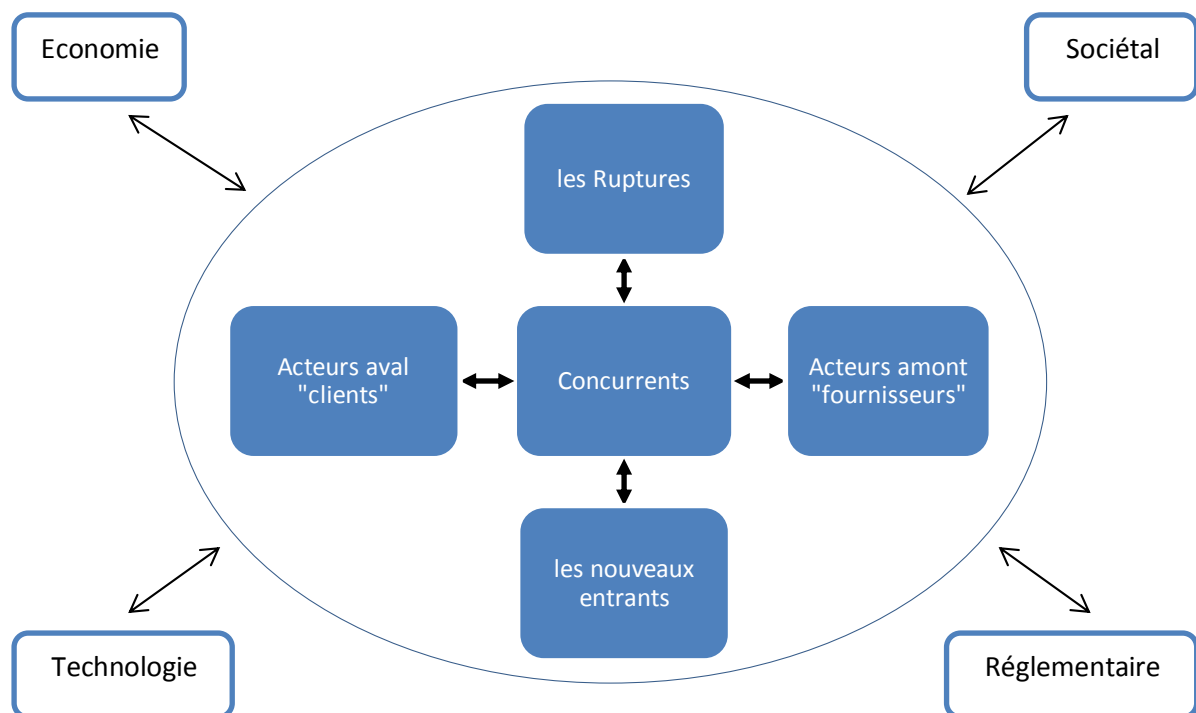 Economie
Sociétal
les Ruptures
Acteurs aval
"clients"
Concurrents
Acteurs amont
"fournisseurs"
les nouveaux
entrants
Technologie
Réglementaire